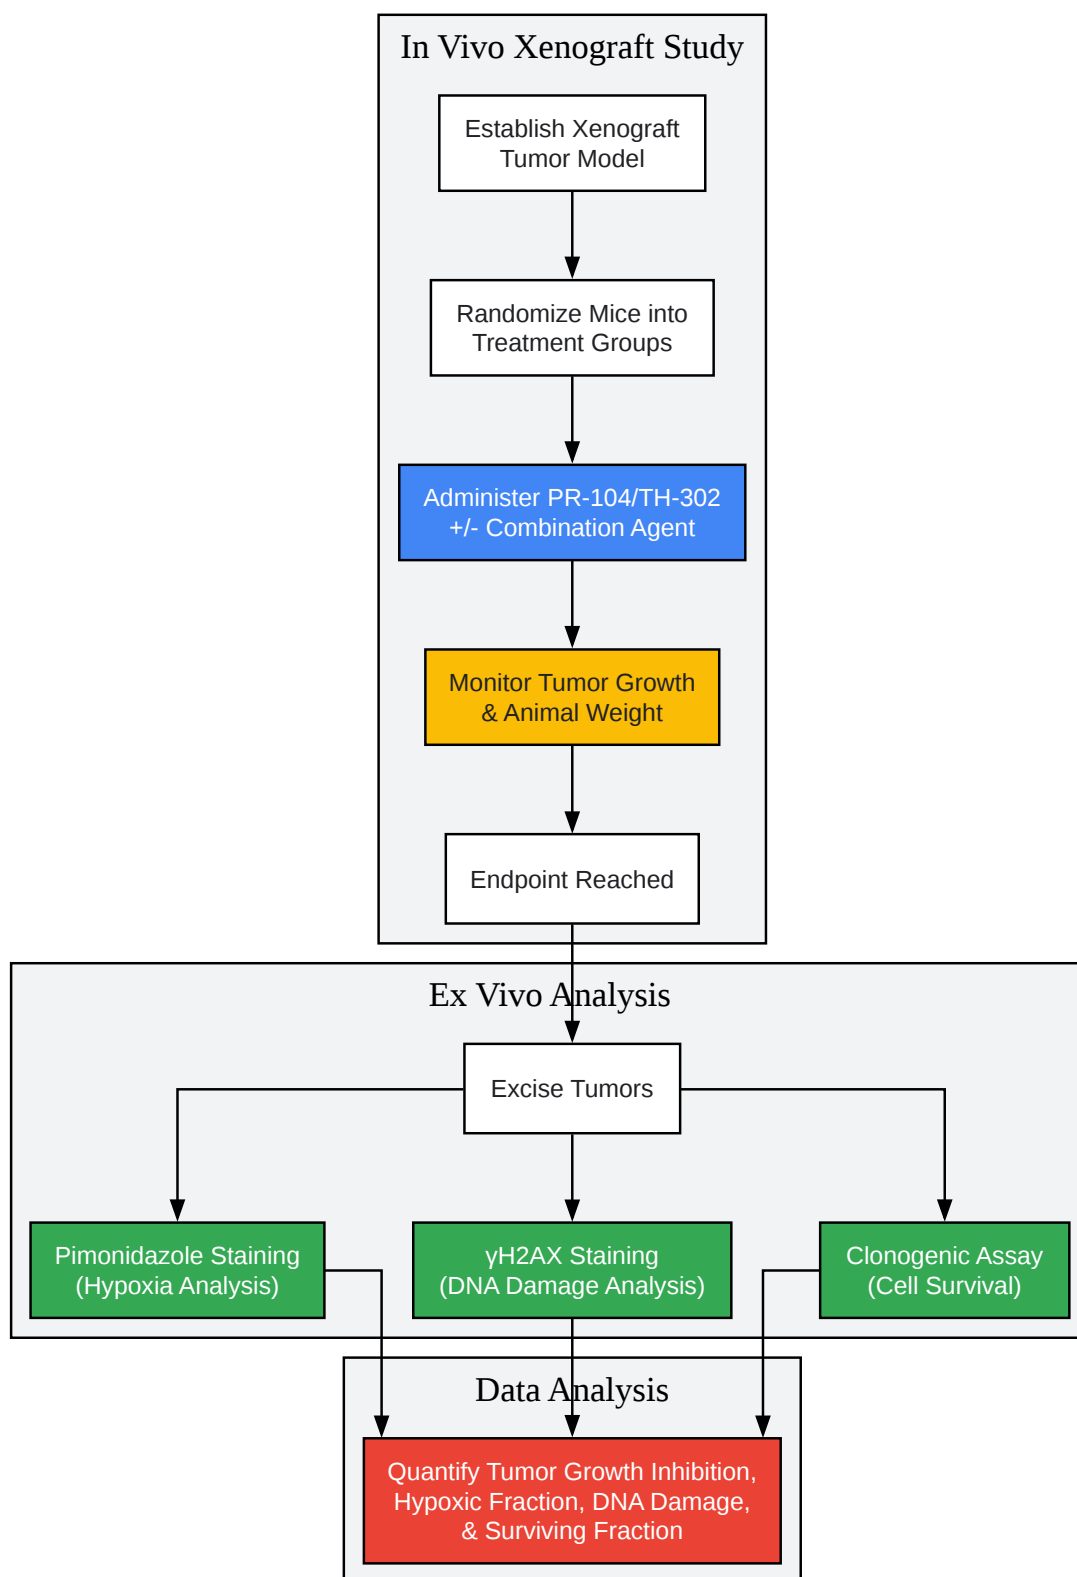 In Vivo Xenograft Study
Establish Xenograft
Tumor Model
Randomize Mice into
Treatment Groups
Administer PR-104/TH-302
+/- Combination Agent
Monitor Tumor Growth
& Animal Weight
Endpoint Reached
Ex Vivo Analysis
Excise Tumors
Pimonidazole Staining
(Hypoxia Analysis)
γH2AX Staining
(DNA Damage Analysis)
Clonogenic Assay
(Cell Survival)
Data Analysis
Quantify Tumor Growth Inhibition,
Hypoxic Fraction, DNA Damage,
& Surviving Fraction